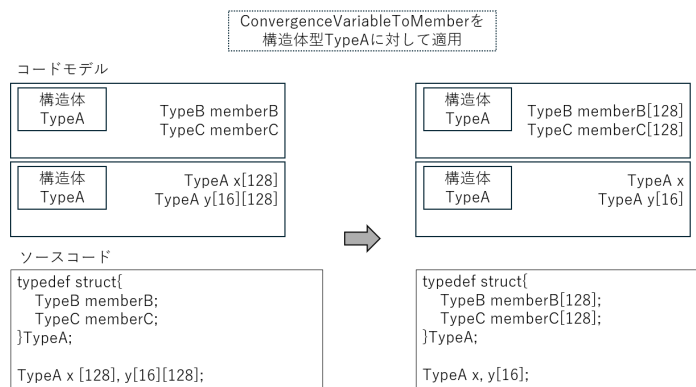 ConvergenceVariableToMemberを
構造体型TypeAに対して適用
コードモデル
構造体
TypeA
TypeB memberB
TypeC memberC
構造体
TypeA
TypeA x[128]
TypeA y[16][128]
構造体
TypeA
TypeB memberB[128]
TypeC memberC[128]
構造体
TypeA
TypeA x
TypeA y[16]
ソースコード
typedef struct{
TypeB memberB;
TypeC memberC;
}TypeA;
TypeA x [128], y[16][128];
typedef struct{
TypeB memberB[128];
TypeC memberC[128];
}TypeA;
TypeA x, y[16];